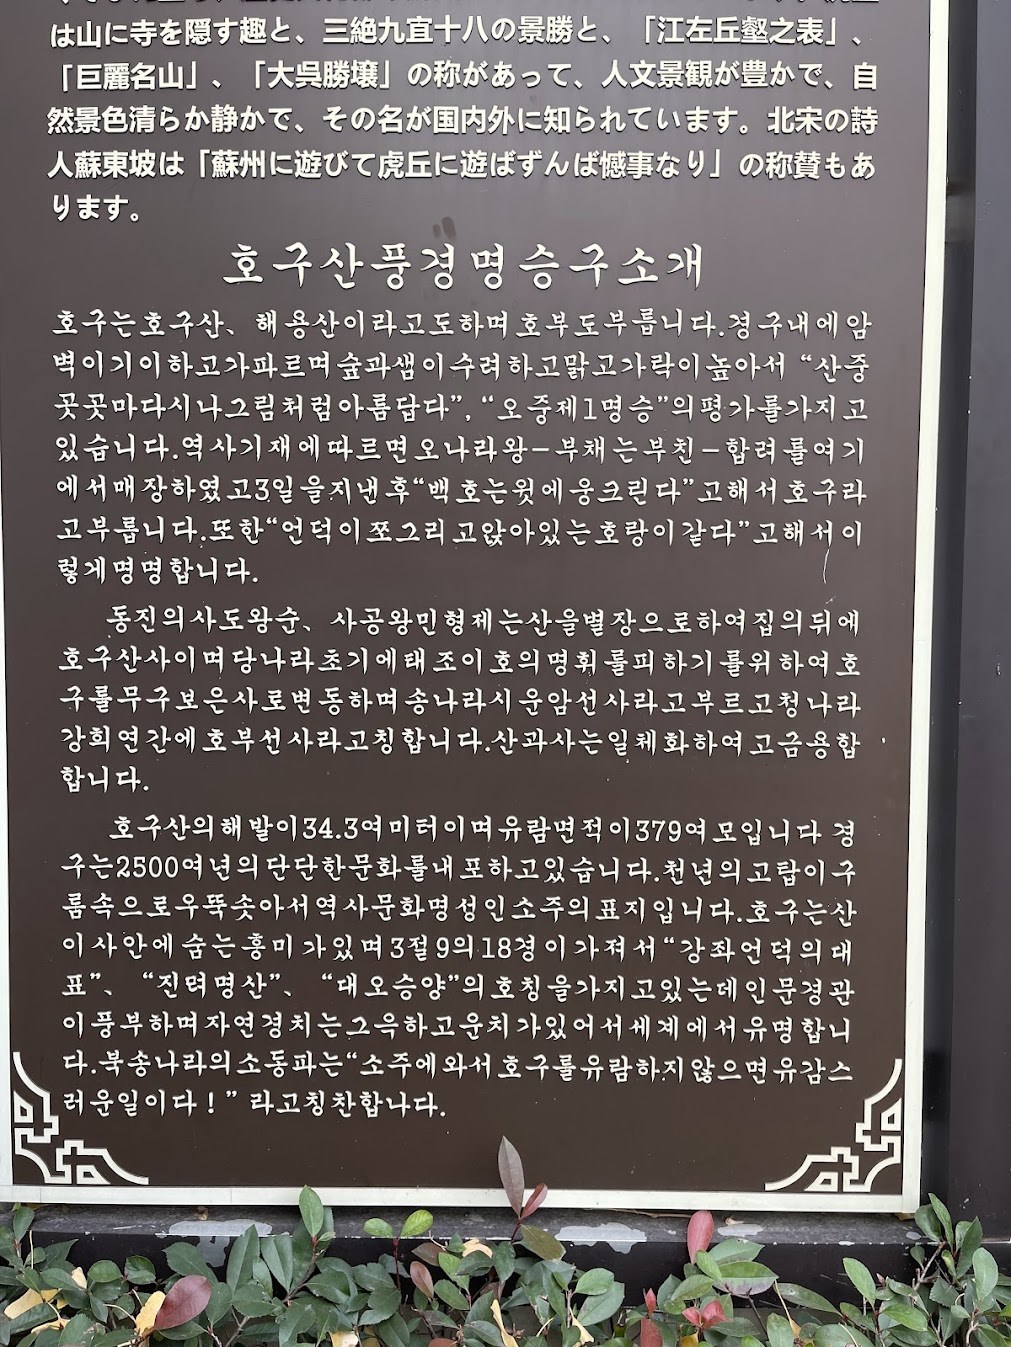 は山に寺を隠す趣と、三絶九宜十八の景勝と、「江左丘壑之表」、
「巨麗名山」、「大呉勝壌」の称があって、人文景観が豊かで、自
然景色清らか静かで、その名が国内外に知られています。北宋の詩
人蘇東坡は「蘇州に遊びて虎丘に遊ばずんば憾事なり」の称賛もあ
ります。
호구산풍경명승구소개
호구는호구산、해용산이라고도하며호부도부릅니다.경구내에암
벽이기이하고가파르며숲과샘이수려하고맑고가락이높아서 “산중
곳곳마다시나그림처럼아름답다”, “오중제1명승”의평가를가지고
있습니다.역사기재에따르면오나라왕-부채는부친-합려를여기
에서매장하였고3일을지낸후“백호는윗에웅크린다”고해서호구라
고부릅니다.또한“언덕이쪼그리고앉아있는호랑이같다”고해서이
렇게명명합니다.
동진의사도왕순、사공왕민형제는산을별장으로하여집의뒤에
호구산사이며당나라초기에태조이호의명휘를피하기를위하여호
구를무구보은사로변동하며송나라시운암선사라고부르고청나라
강희연간에호부선사라고칭합니다.산과사는일체화하여고금융합
합니다.
호구산의해발이34.3여미터이며유람면적이379여모입니다 경
구는2500여년의단단한문화를내포하고있습니다.천년의고탑이구
름속으로우뚝솟아서역사문화명성인소주의표지입니다.호구는산
이사안에숨는흥미가있며3절9의18경이가져서“강좌언덕의대
표”、“진려명산”、“대오승양”의호칭을가지고있는데인문경관
이풍부하며자연경치는그윽하고운치가있어서세계에서유명합니
다.북송나라의소동파는“소주에와서호구를유람하지않으면유감스
러운일이다！”라고칭찬합나다.